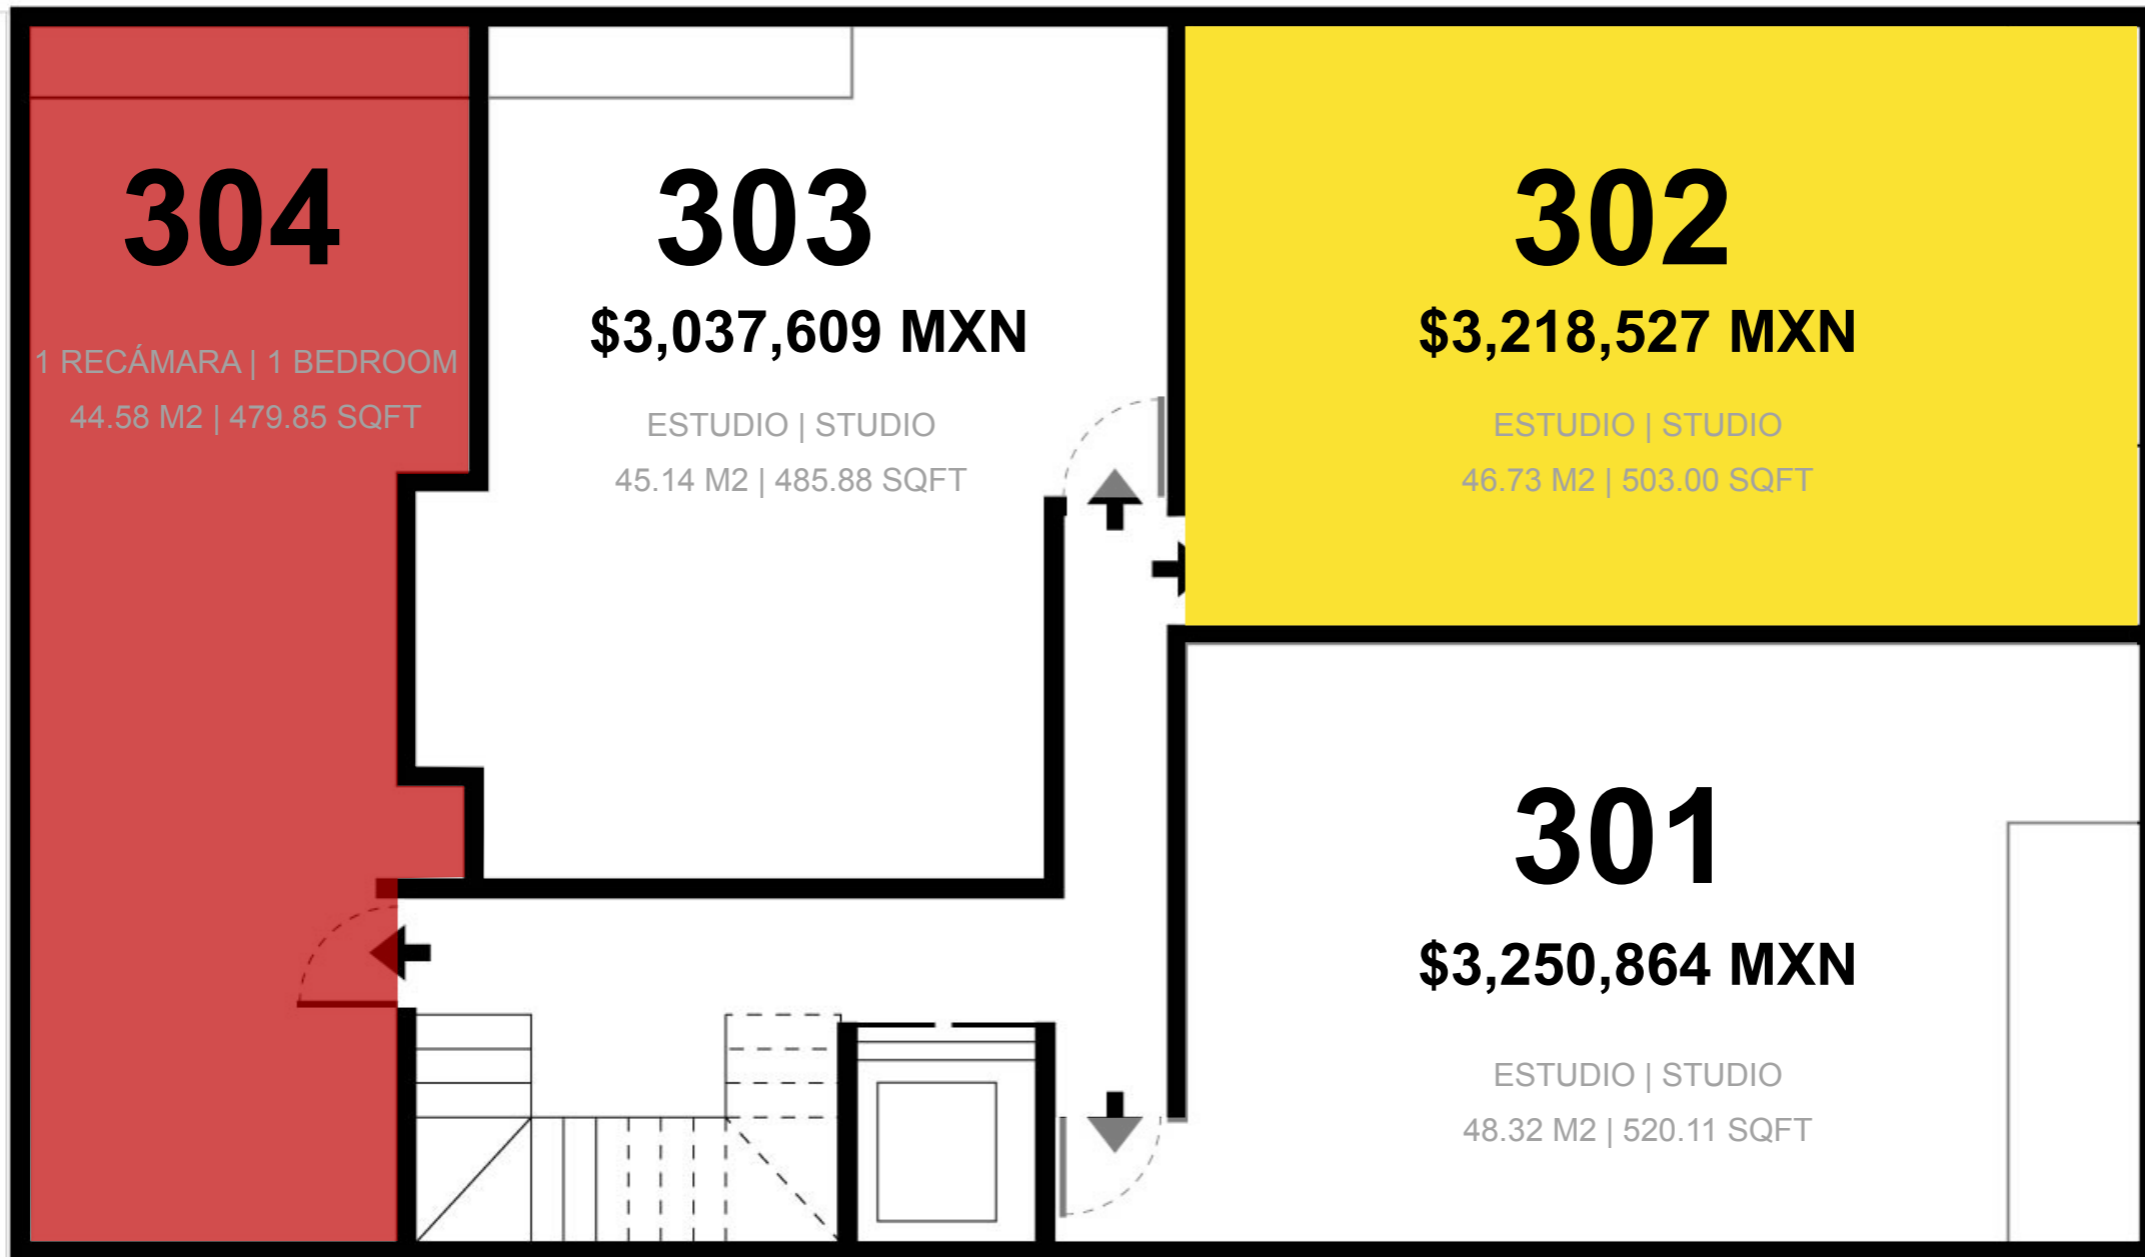 304
1 RECÁMARA | 1 BEDROOM
44.58 M2 | 479.85 SQFT
303
$3,037,609 MXN
ESTUDIO | STUDIO
45.14 M2 | 485.88 SQFT
302
$3,218,527 MXN
ESTUDIO | STUDIO
46.73 M2 | 503.00 SQFT
301
$3,250,864 MXN
ESTUDIO | STUDIO
48.32 M2 | 520.11 SQFT